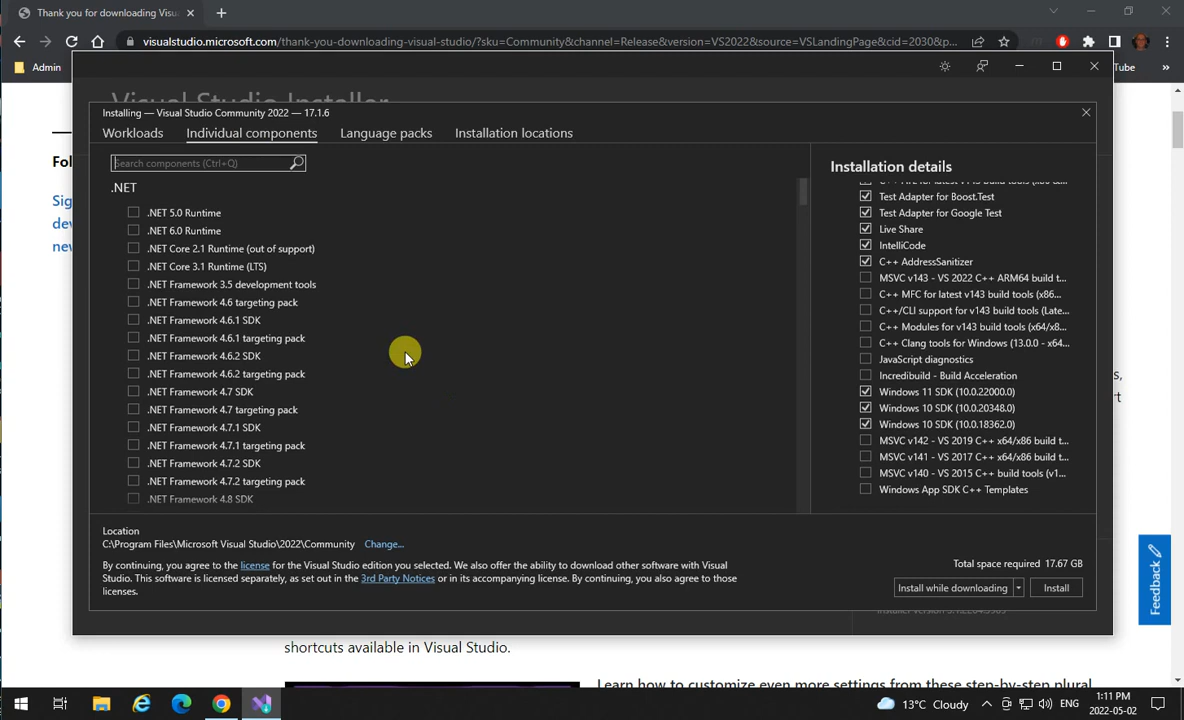 Thank you for downloading Visu
visualstudio.microsoft.com/thank-you-downloading-visual-studio/?sku=Community&channel=Release&version=VS2022&source=VSLandingPage&cid=2030&p...
Admin
Tube
»
Visual Studio Installer
Installing — Visual Studio Community 2022 — 17.1.6
Workloads
Individual components
Language packs
Installation locations
Search components (Ctrl+Q)
.NET
.NET 5.0 Runtime
.NET 6.0 Runtime
.NET Core 2.1 Runtime (out of support)
.NET Core 3.1 Runtime (LTS)
.NET Framework 3.5 development tools
.NET Framework 4.6 targeting pack
.NET Framework 4.6.1 SDK
.NET Framework 4.6.1 targeting pack
.NET Framework 4.6.2 SDK
.NET Framework 4.6.2 targeting pack
.NET Framework 4.7 SDK
.NET Framework 4.7 targeting pack
.NET Framework 4.7.1 SDK
.NET Framework 4.7.1 targeting pack
.NET Framework 4.7.2 SDK
.NET Framework 4.7.2 targeting pack
.NET Framework 4.8 SDK
Installation details
Test Adapter for Boost.Test
Test Adapter for Google Test
Live Share
IntelliCode
C++ AddressSanitizer
MSVC v143 - VS 2022 C++ ARM64 build t...
C++ MFC for latest v143 build tools (x86...
C++/CLI support for v143 build tools (Late...
C++ Modules for v143 build tools (x64/x8...
C++ Clang tools for Windows (13.0.0 - x64...
JavaScript diagnostics
Incredibuild - Build Acceleration
Windows 11 SDK (10.0.22000.0)
Windows 10 SDK (10.0.20348.0)
Windows 10 SDK (10.0.18362.0)
MSVC v142 - VS 2019 C++ x64/x86 build t...
MSVC v141 - VS 2017 C++ x64/x86 build t...
MSVC v140 - VS 2015 C++ build tools (v1...
Windows App SDK C++ Templates
Location
C:\Program Files\Microsoft Visual Studio\2022\Community Change...
By continuing, you agree to the license for the Visual Studio edition you selected. We also offer the ability to download other software with Visual
Studio. This software is licensed separately, as set out in the 3rd Party Notices or in its accompanying license. By continuing, you also agree to those
licenses.
Total space required 17.67 GB
Install while downloading
Install
Fol
Sig
dev
new
Feedback
shortcuts available in Visual Studio.
Learn how to customize even more settings from these step-by-step plural
13°C Cloudy
ENG
1:11 PM
2022-05-02